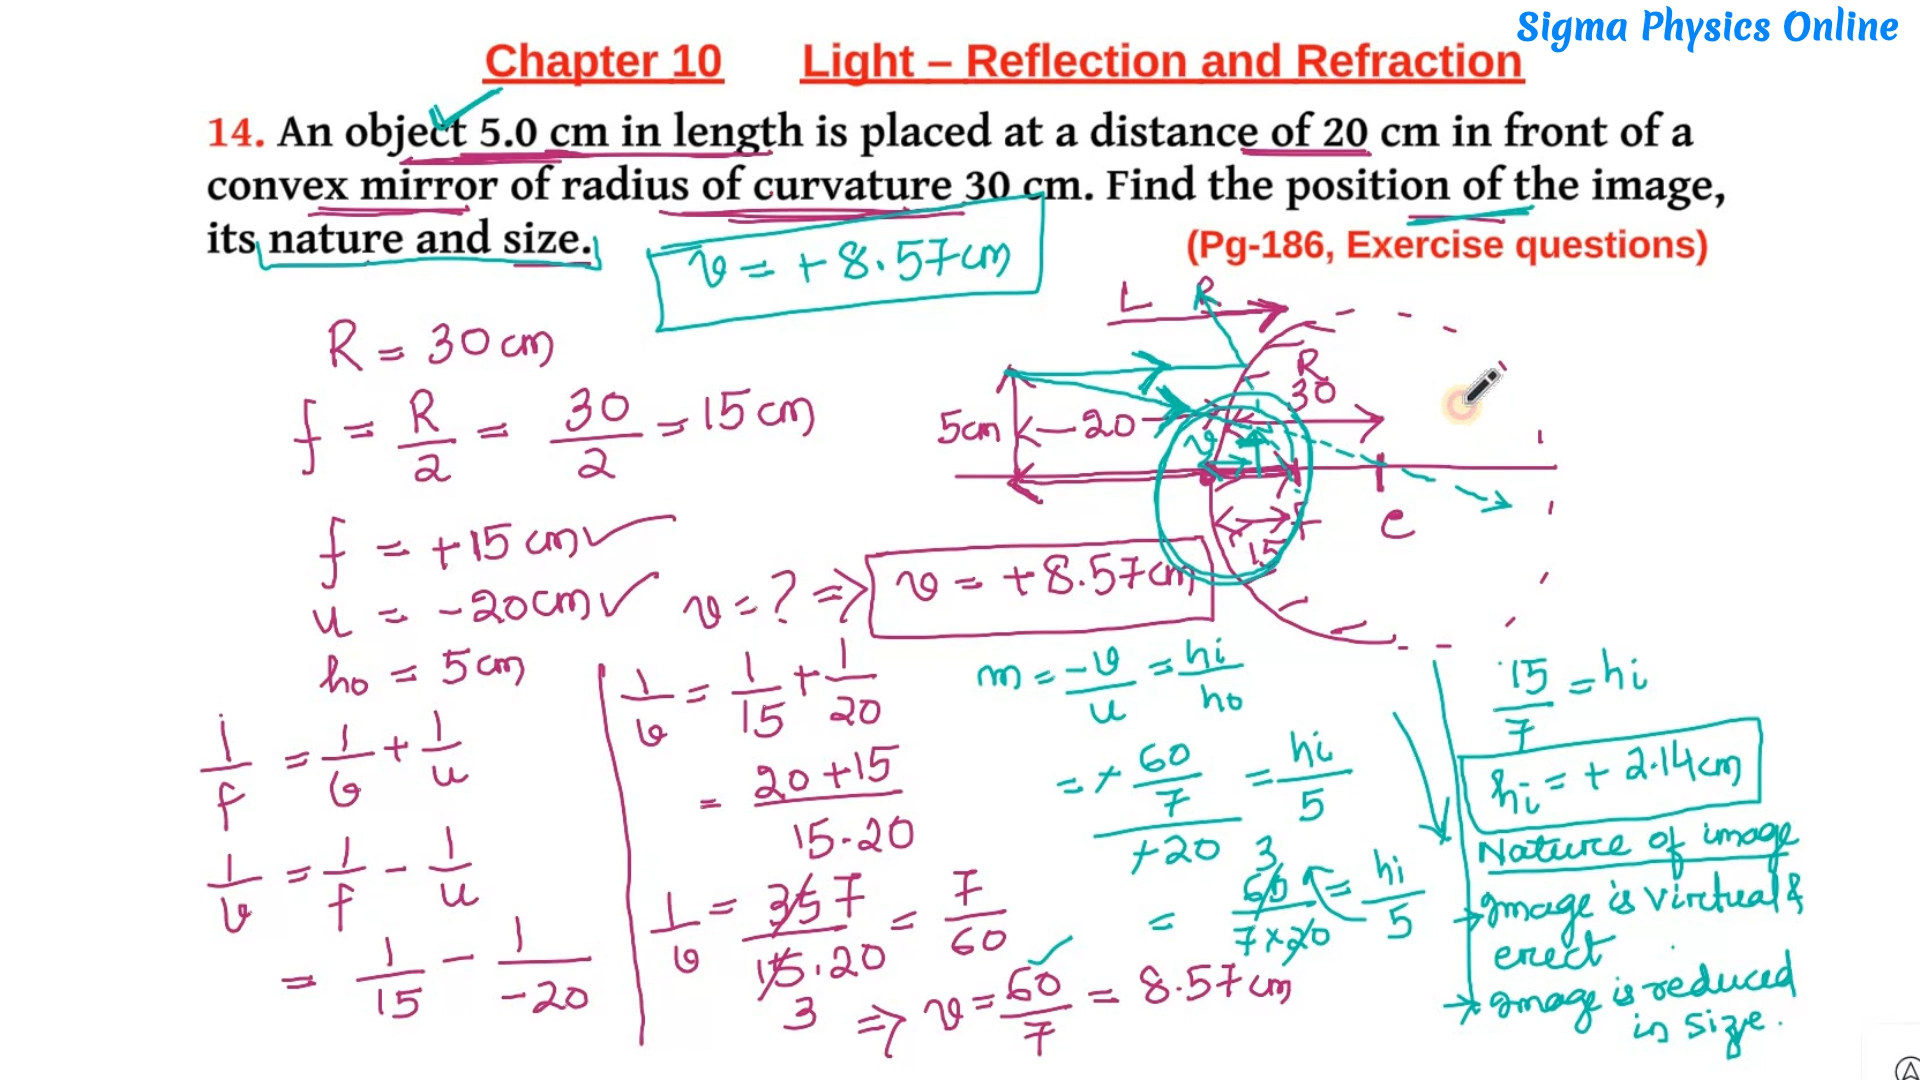 Sigma Physics Online
Chapter 10 Light – Reflection and Refraction
14. An object 5.0 cm in length is placed at a distance of 20 cm in front of a
convex mirror of radius of curvature 30 cm. Find the position of the image,
its nature and size.
(Pg-186, Exercise questions)
v = + 8.57cm
R = 30cm
f = R/2 = 30/2 = 15cm
f = +15cm
u = -20cm
v = ? ⇒ v = +8.57cm
ho = 5cm
1/f = 1/v + 1/u
1/v = 1/f - 1/u
= 1/15 - 1/-20
1/v = 1/15 + 1/20
= 20+15/15.20
1/v = 35 7/15.20 3 = 7/60
⇒ v = 60/7 = 8.57cm
L R
R
30
5cm
20
v
F
15
C
m = -v/u = hi/ho
= + 60/7 / +20 = hi/5
= 60 3/7×20 = hi/5
15/7 = hi
hi = + 2.14cm
Nature of image
→ Image is virtual &
erect
→ Image is reduced
in size.